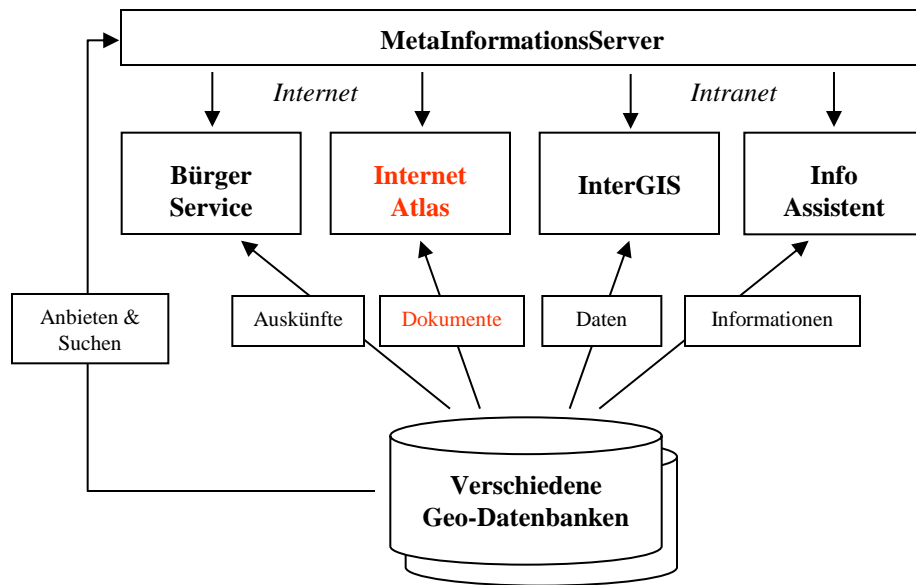 MetaInformationsServer
Internet
Intranet
Bürger
Service
Internet
Atlas
InterGIS
Info
Assistent
Anbieten &
Suchen
Auskünfte
Dokumente
Daten
Informationen
Verschiedene
Geo-Datenbanken